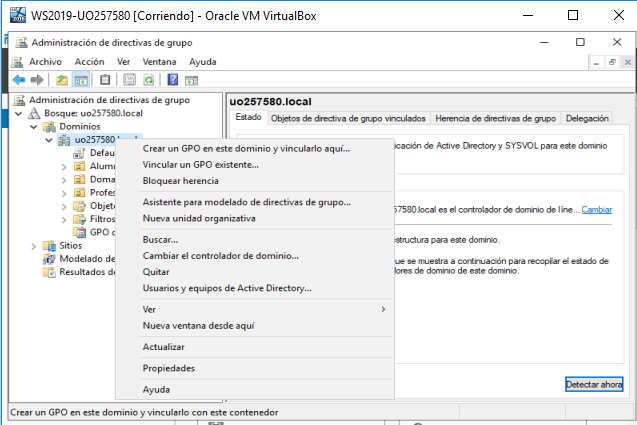 WS2019-UO257580 [Corriendo] - Oracle VM VirtualBox
Administración de directivas de grupo
Archivo Acción Ver Ventana Ayuda
Administración de directivas de grupo
Bosque: uo257580.local
Dominios
uo257580.local
Defau
Alum
Doma
Profes
Objeto
Filtros
GPO d
Sitios
Modelado de
Resultados de
Crear un GPO en este dominio y vincularlo aquí...
Vincular un GPO existente...
Bloquear herencia
Asistente para modelado de directivas de grupo...
Nueva unidad organizativa
Buscar...
Cambiar el controlador de dominio...
Quitar
Usuarios y equipos de Active Directory...
Ver
Nueva ventana desde aquí
Actualizar
Propiedades
Ayuda
uo257580.local
Estado Objetos de directiva de grupo vinculados Herencia de directivas de grupo Delegación
icación de Active Directory y SYSVOL para este dominio
57580.local es el controlador de dominio de líne... Cambiar
estructura para este dominio.
que se muestra a continuación para recopilar el estado de
lores de dominio de este dominio.
Detectar ahora
Crear un GPO en este dominio y vincularlo con este contenedor